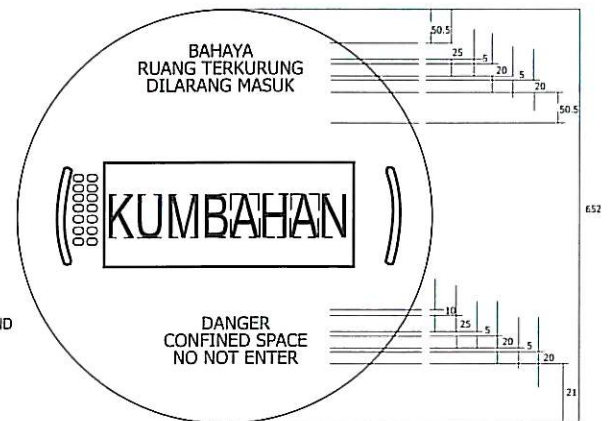 BAHAYA
RUANG TERKURUNG
DILARANG MASUK
50.5
25
5
20
5
20
50.5
KUMBAHAN
652
ND
DANGER
CONFINED SPACE
NO NOT ENTER
10
25
5
20
5
20
21